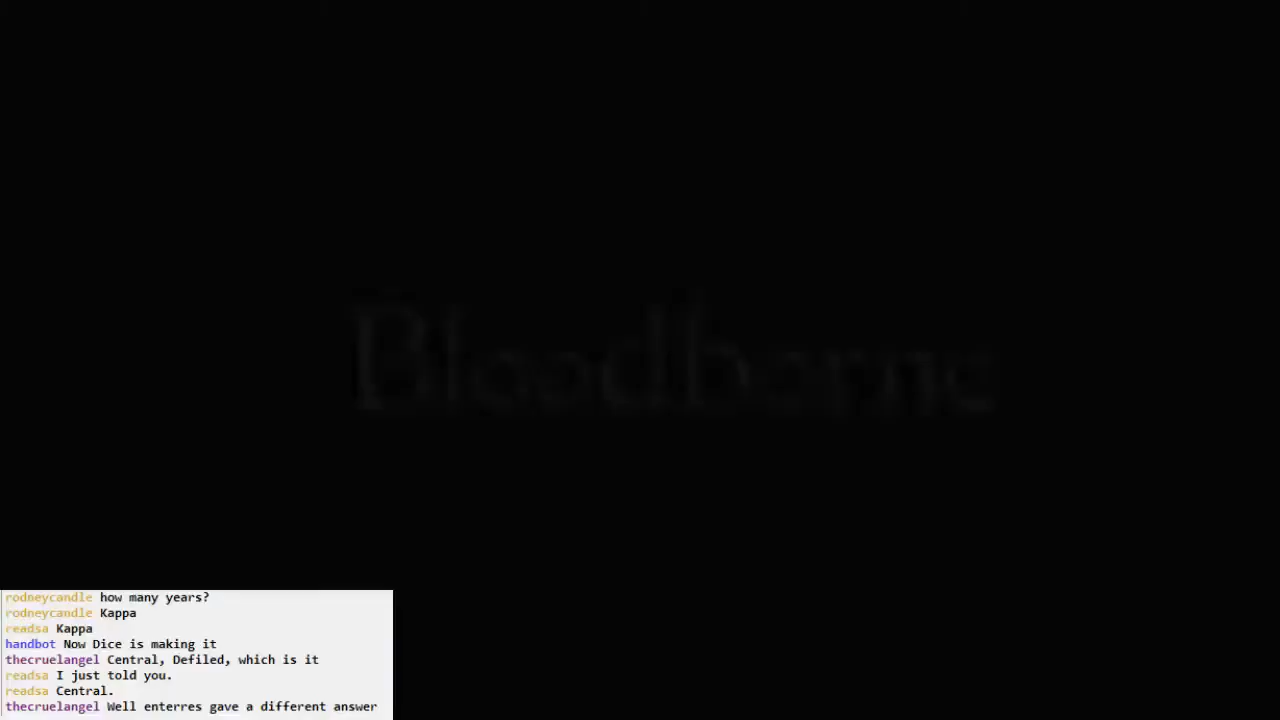 Bloodborne
rodneycandle how many years?
rodneycandle Kappa
readsa Kappa
handbot Now Dice is making it
thecruelangel Central, Defiled, which is it
readsa I just told you.
readsa Central.
thecruelangel Well enterres gave a different answer